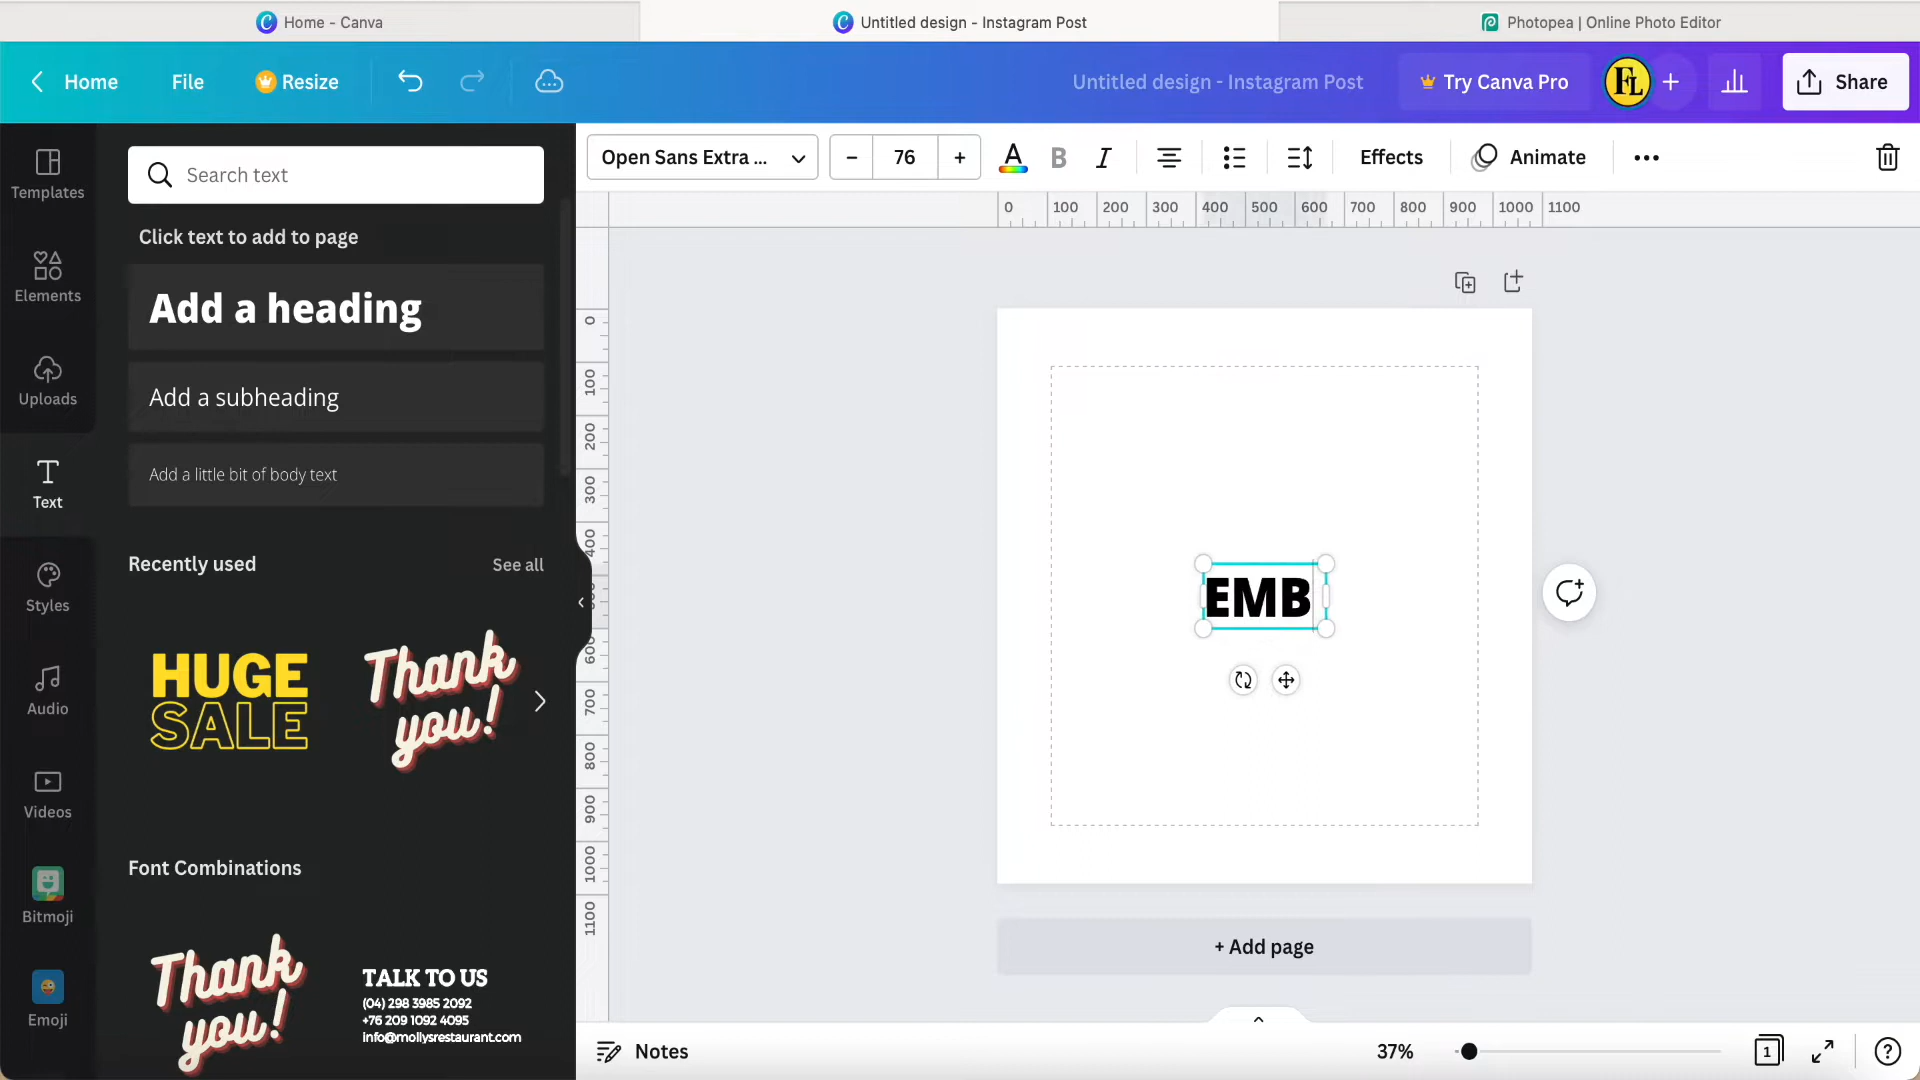 Home - Canva
Untitled design - Instagram Post
Photopea | Online Photo Editor
Home
File
Resize
Untitled design - Instagram Post
Try Canva Pro
FL
Share
Templates
Elements
Uploads
Text
Styles
Audio
Videos
Bitmoji
Emoji
Search text
Click text to add to page
Add a heading
Add a subheading
Add a little bit of body text
Recently used
See all
HUGE
SALE
Thank
you!
Font Combinations
Thank
you!
TALK TO US
(04) 298 3985 2092
+76 209 1092 4095
info@mollysrestaurant.com
Open Sans Extra ...
− 76 +
A
B
I
Effects
Animate
0 100 200 300 400 500 600 700 800 900 1000 1100
0
100
200
300
400
600
700
800
900
1000
1100
EMB
+ Add page
Notes
37%
1
?